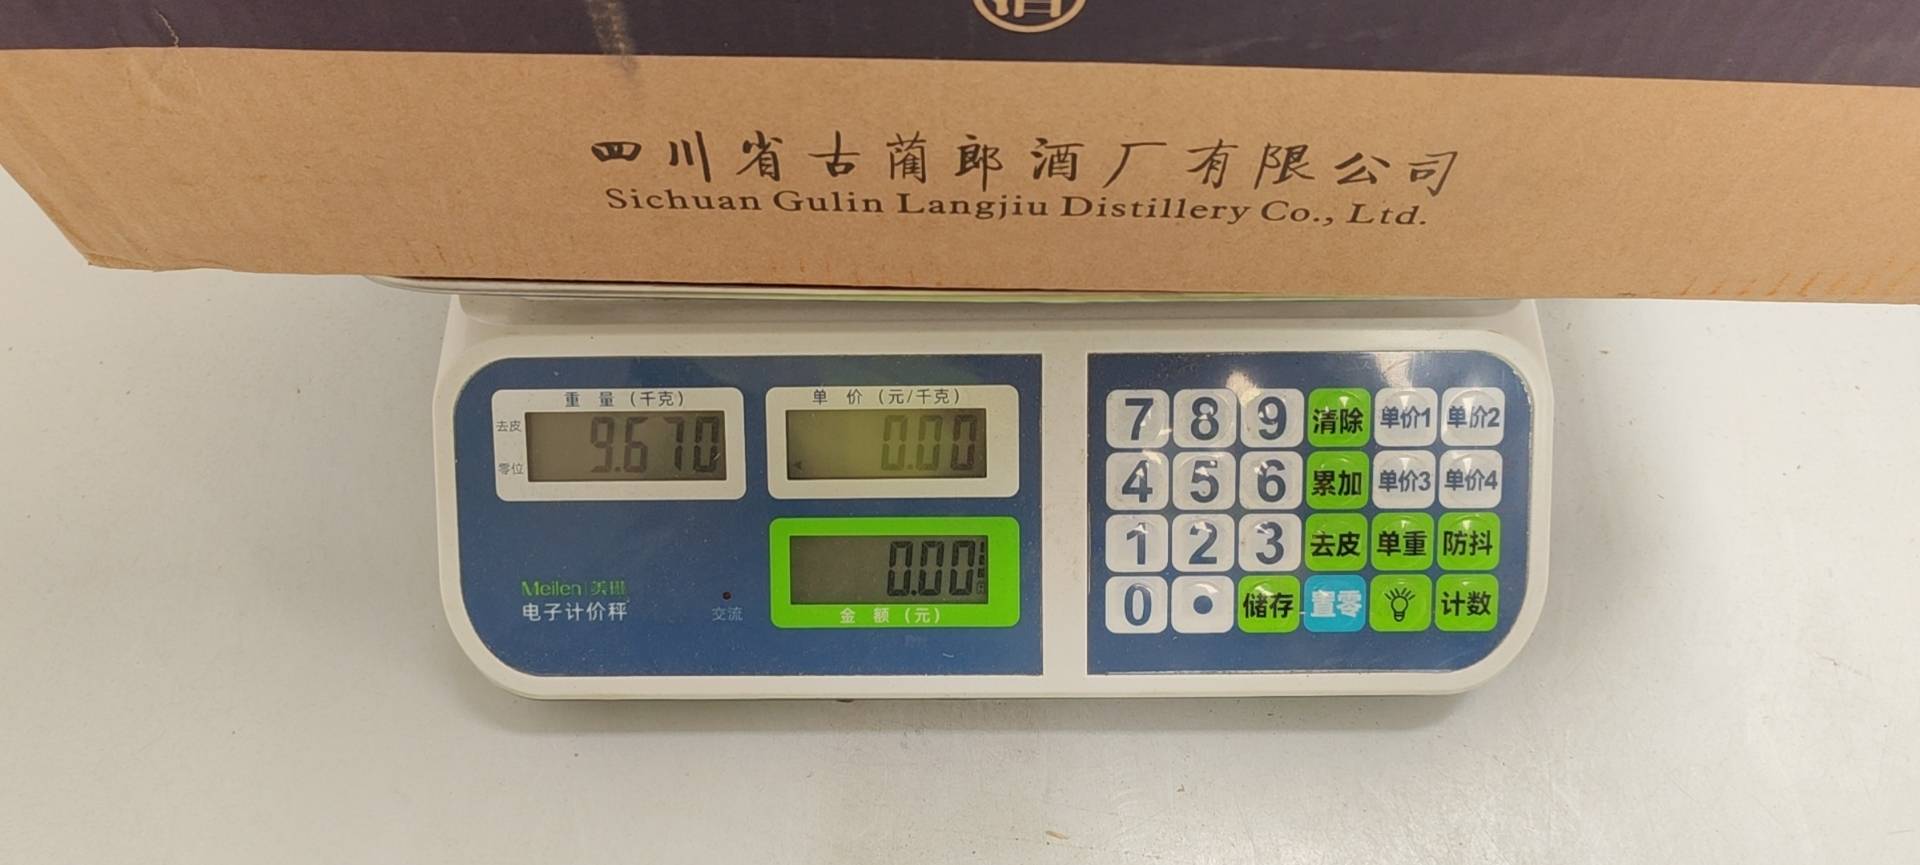 酒
四川省古蔺郎酒厂有限公司
Sichuan Gulin Langjiu Distillery Co., Ltd.
重 量 (千克)
去皮
零位
9.670
单 价 (元/千克)
0.00
0.00
金 额 (元)
Meilen 美琳
电子计价秤
交流
7 8 9 清除 单价1 单价2
4 5 6 累加 单价3 单价4
1 2 3 去皮 单重 防抖
0 . 储存 置零 计数